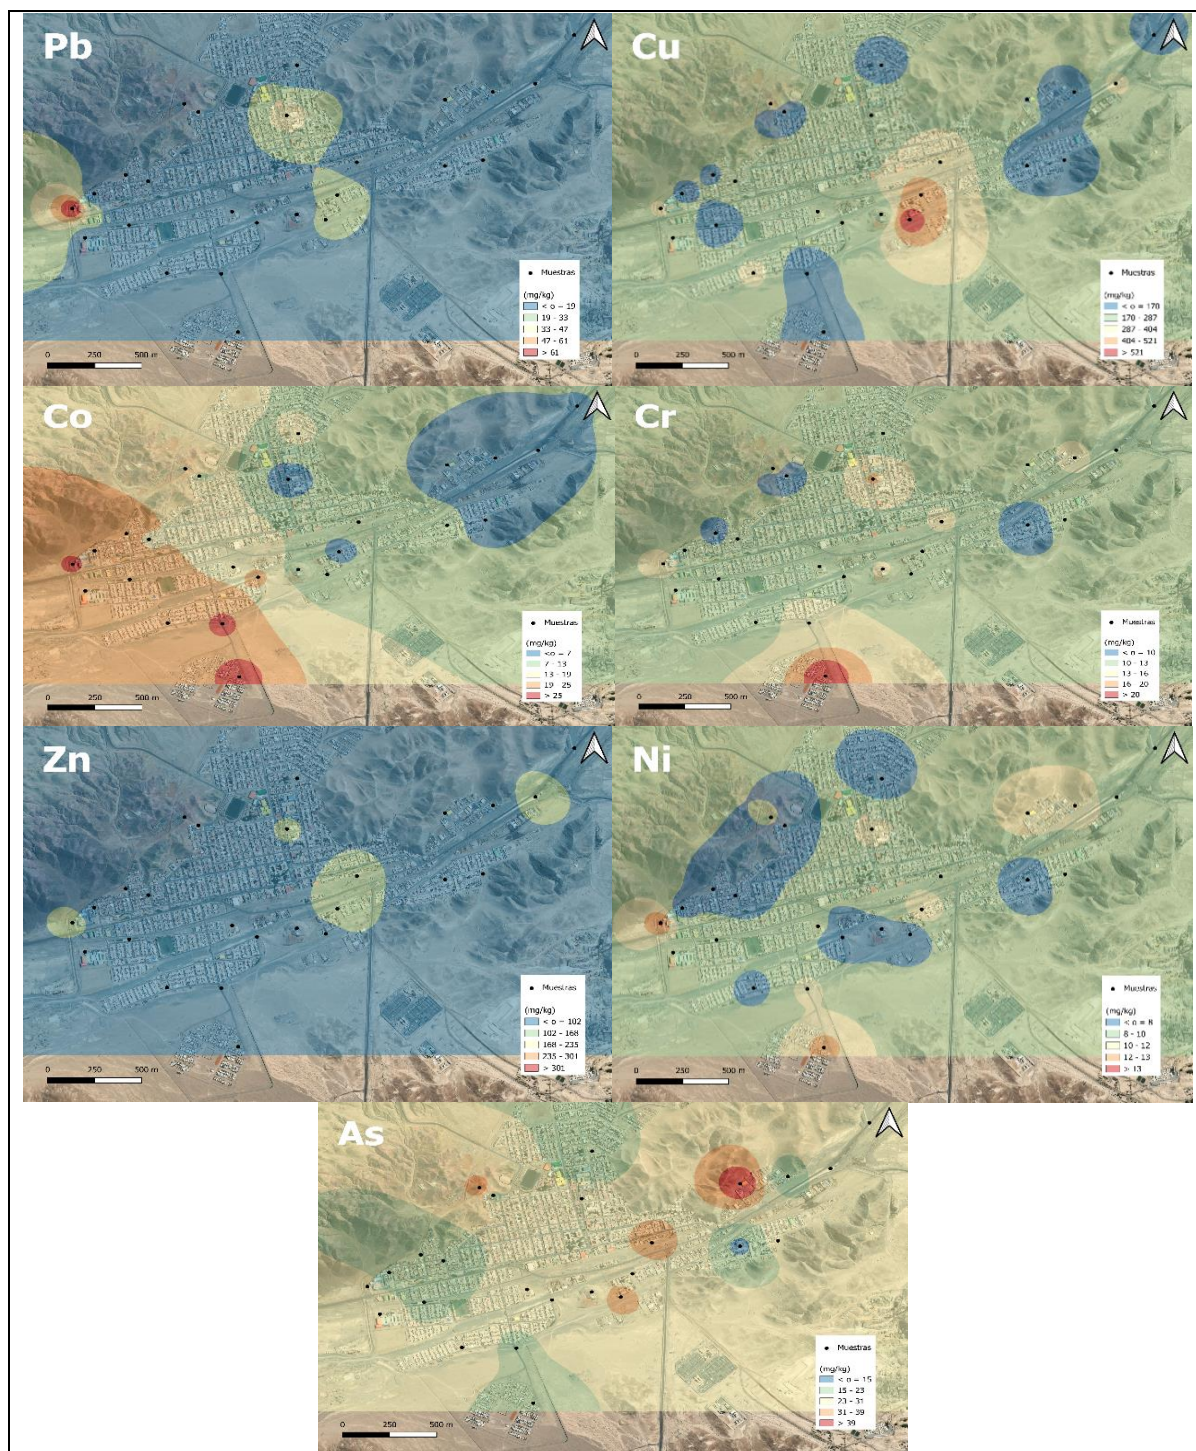 Pb
Muestras
(mg/kg)
< o = 19
19 - 33
33 - 47
47 - 61
> 61
0 250 500 m
Cu
Muestras
(mg/kg)
< o = 170
170 - 287
287 - 404
404 - 521
> 521
0 250 500 m
Co
Muestras
(mg/kg)
<o = 7
7 - 13
13 - 19
19 - 25
> 25
0 250 500 m
Cr
Muestras
(mg/kg)
<o = 10
10 - 13
13 - 16
16 - 20
> 20
0 250 500 m
Zn
Muestras
(mg/kg)
< o = 102
102 - 168
168 - 235
235 - 301
> 301
0 250 500 m
Ni
Muestras
(mg/kg)
< o = 8
8 - 10
10 - 12
12 - 13
> 13
0 250 500 m
As
Muestras
(mg/kg)
< o = 15
15 - 23
23 - 31
31 - 39
> 39
0 250 500 m